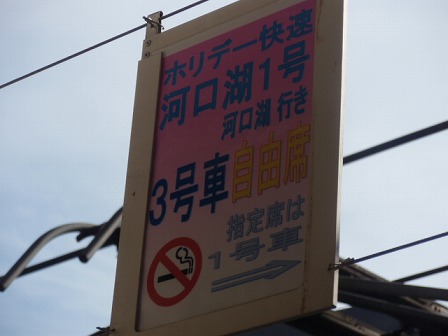 ホリデー快速
河口湖1号
河口湖 行き
3号車自由席
指定席は
1号車